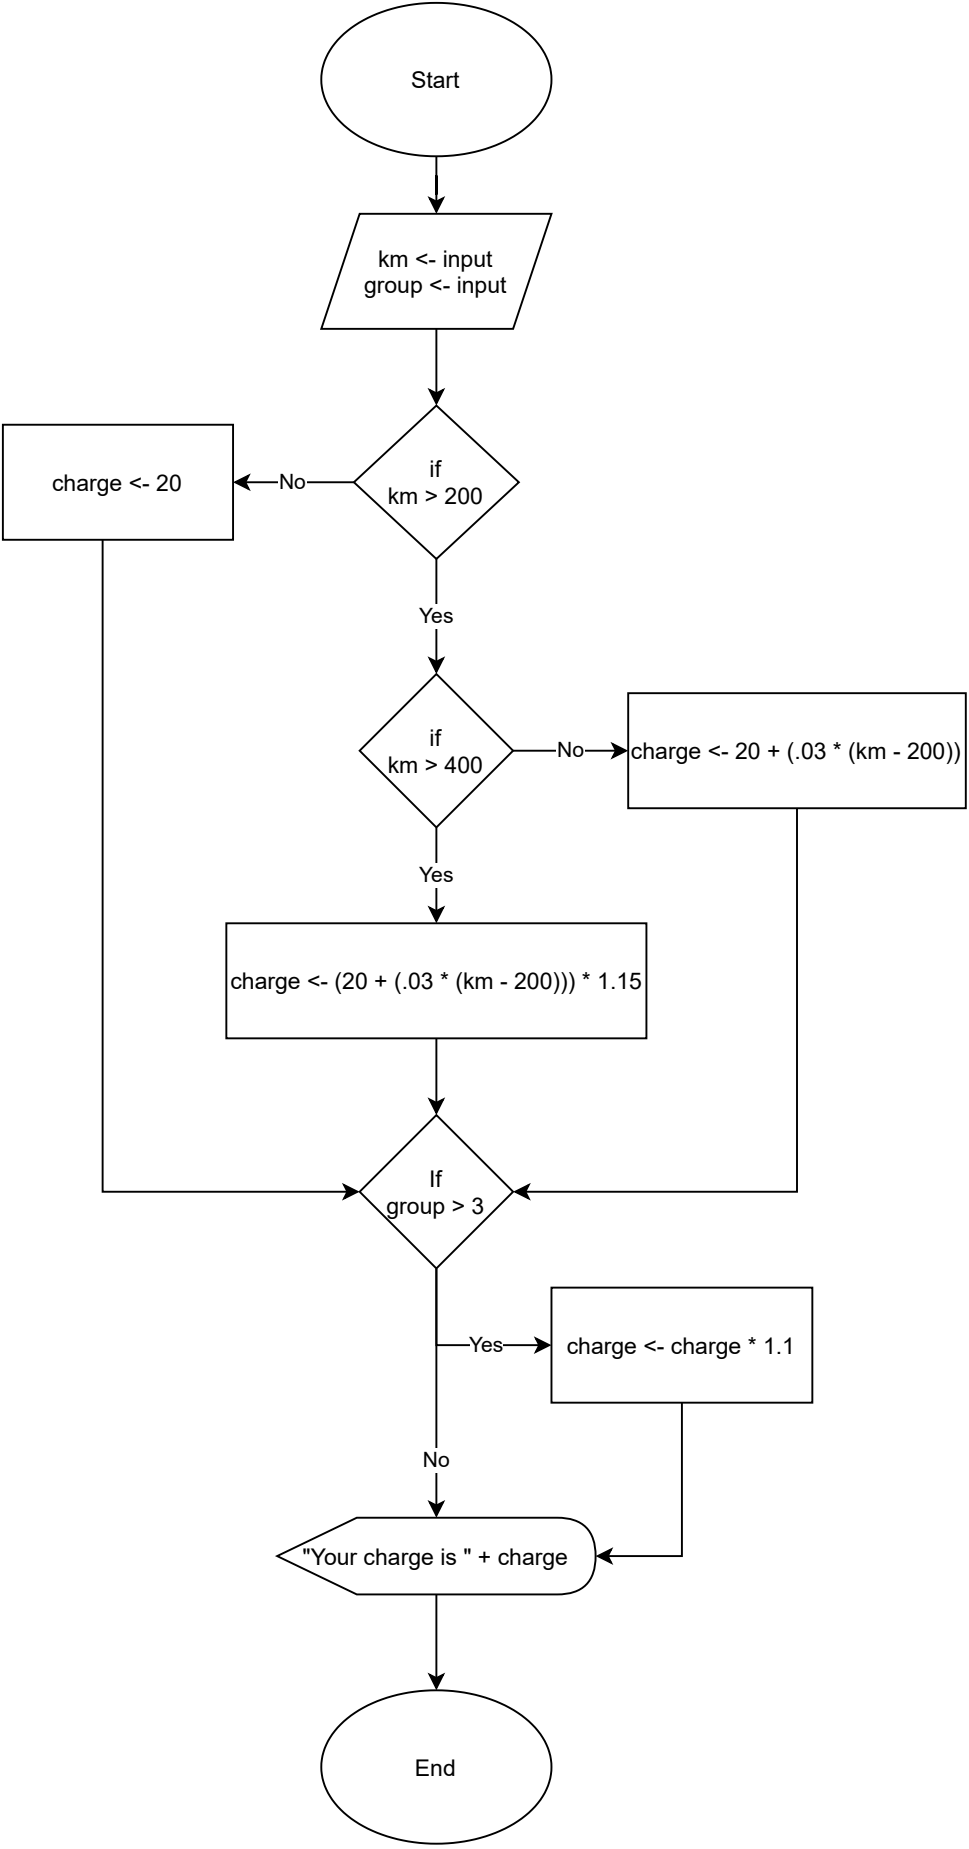 Start
km <- input
group <- input
if
km > 200
No
charge <- 20
Yes
if
km > 400
No
charge <- 20 + (.03 * (km - 200))
Yes
charge <- (20 + (.03 * (km - 200))) * 1.15
If
group > 3
Yes
charge <- charge * 1.1
No
"Your charge is " + charge
End